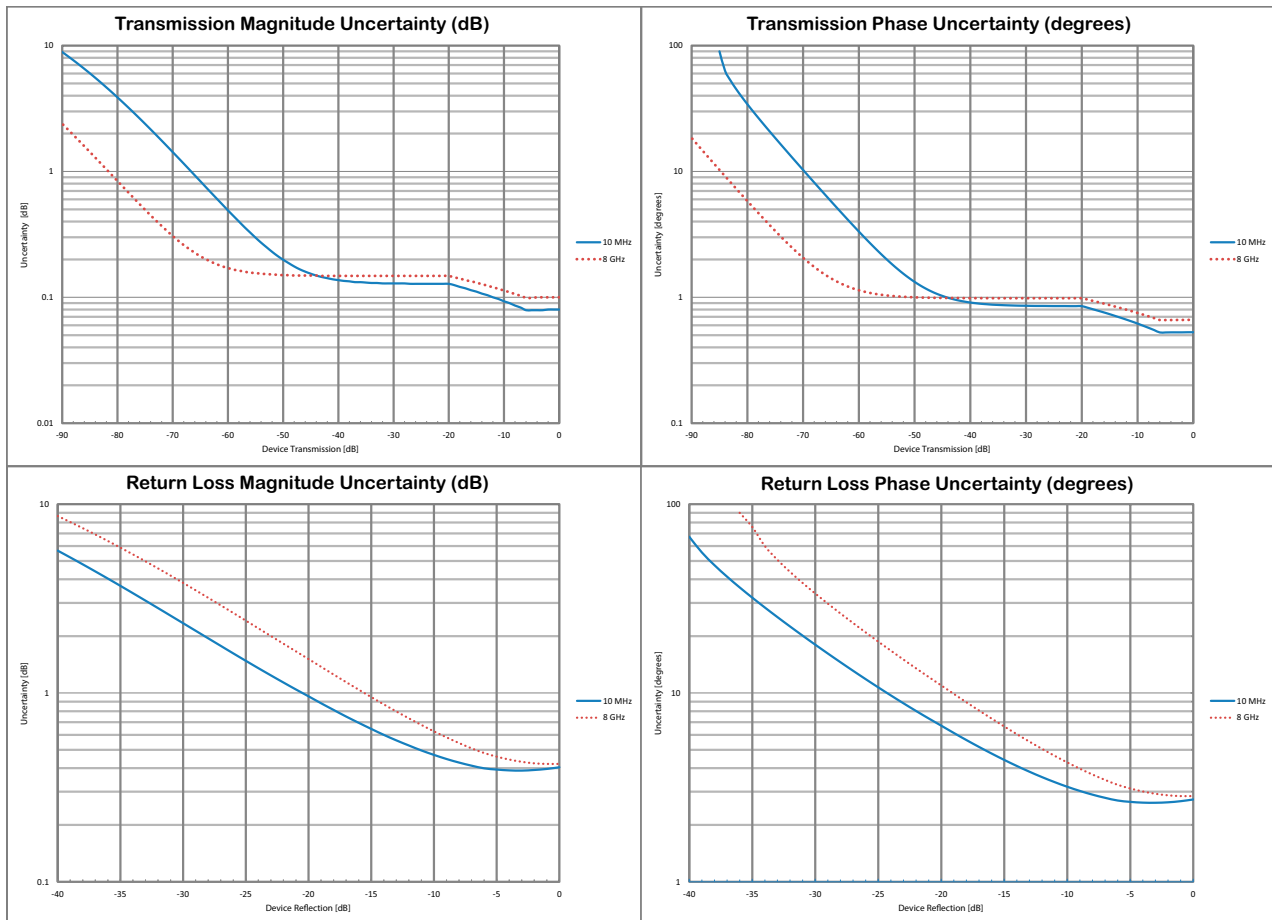 Transmission Magnitude Uncertainty (dB)
10
1
0.1
0.01
Uncertainty [dB]
-90 -80 -70 -60 -50 -40 -30 -20 -10 0
Device Transmission [dB]
10 MHz
8 GHz
Transmission Phase Uncertainty (degrees)
100
10
1
0.1
Uncertainty [degrees]
-90 -80 -70 -60 -50 -40 -30 -20 -10 0
Device Transmission [dB]
10 MHz
8 GHz
Return Loss Magnitude Uncertainty (dB)
10
1
0.1
Uncertainty [dB]
-40 -35 -30 -25 -20 -15 -10 -5 0
Device Reflection [dB]
10 MHz
8 GHz
Return Loss Phase Uncertainty (degrees)
100
10
1
Uncertainty [degrees]
-40 -35 -30 -25 -20 -15 -10 -5 0
Device Reflection [dB]
10 MHz
8 GHz